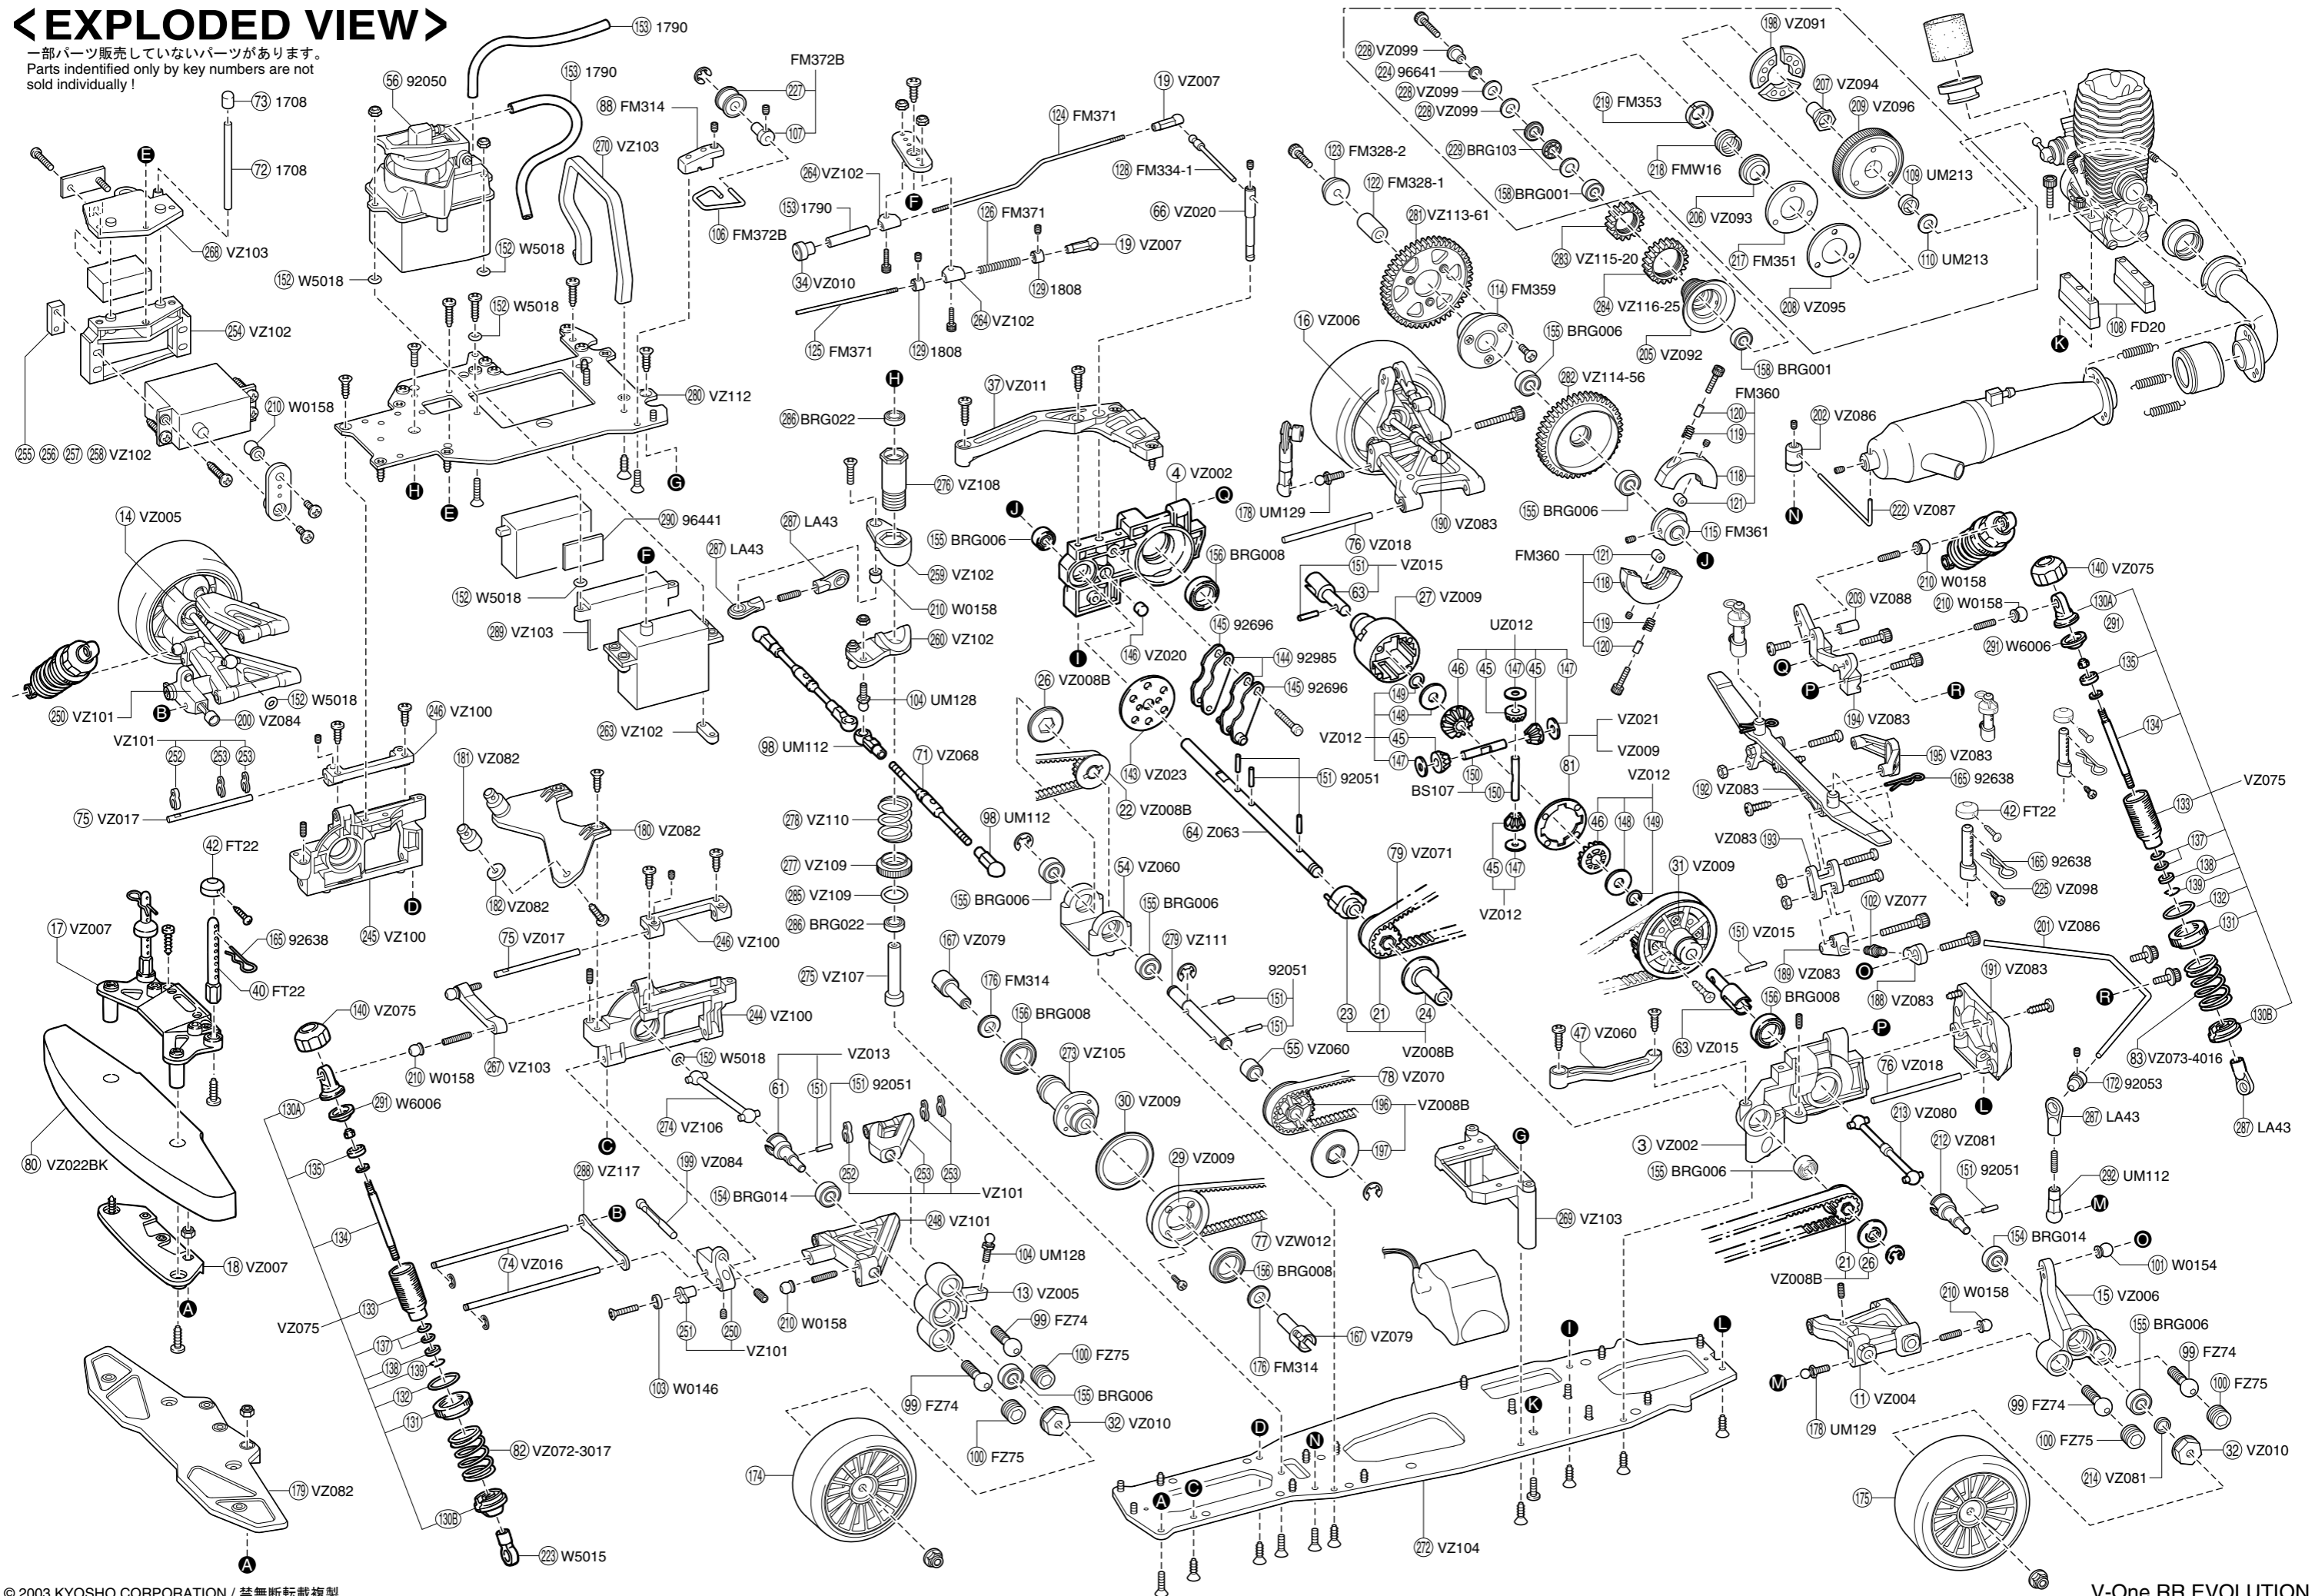 <EXPLODED VIEW>
一部パーツ販売していないパーツがあります。
Parts indentified only by key numbers are not
sold individually !
153 1790
56 92050
153 1790
FM372B
227
107
88 FM314
73 1708
72 1708
E
270 VZ103
106 FM372B
268 VZ103
152 W5018
152 W5018
152 W5018
254 VZ102
255 256 257 258 VZ102
210 W0158
280 VZ112
H
E
G
F
264 VZ102
153 1790
34 VZ010
124 FM371
19 VZ007
128 FM334-1
66 VZ020
126 FM371
19 VZ007
129 1808
264 VZ102
129 1808
125 FM371
228 VZ099
224 96641
228 VZ099
228 VZ099
229 BRG103
158 BRG001
123 FM328-2
122 FM328-1
281 VZ113-61
283 VZ115-20
284 VZ116-25
114 FM359
155 BRG006
205 VZ092
158 BRG001
198 VZ091
207 VZ094
209 VZ096
219 FM353
218 FMW16
206 VZ093
217 FM351
208 VZ095
109 UM213
110 UM213
108 FD20
K
16 VZ006
282 VZ114-56
FM360
120
119
118
121
155 BRG006
115 FM361
J
FM360
121
118
119
120
202 VZ086
N
222 VZ087
178 UM129
190 VZ083
76 VZ018
H
286 BRG022
276 VZ108
37 VZ011
4 VZ002
Q
J
155 BRG006
156 BRG008
I
146 VZ020
145 92696
144 92985
145 92696
143 VZ023
14 VZ005
250 VZ101
B
200 VZ084
152 W5018
290 96441
F
152 W5018
289 VZ103
263 VZ102
287 LA43
287 LA43
259 VZ102
210 W0158
260 VZ102
104 UM128
98 UM112
71 VZ068
98 UM112
151
63
VZ015
27 VZ009
UZ012
46
45
147
45
147
149
148
VZ012
45
147
150
BS107
150
45
147
VZ012
81
VZ021
VZ009
VZ012
46
148
149
31 VZ009
151 VZ015
63 VZ015
156 BRG008
26
VZ008B
22
VZ008B
151 92051
64 Z063
79 VZ071
23
21
24
VZ008B
54 VZ060
155 BRG006
155 BRG006
279 VZ111
92051
151
151
55 VZ060
78 VZ070
196
VZ008B
197
VZ101
252
253
253
246 VZ100
75 VZ017
42 FT22
245 VZ100
D
17 VZ007
165 92638
40 FT22
80 VZ022BK
18 VZ007
A
179 VZ082
A
181 VZ082
182 VZ082
180 VZ082
75 VZ017
246 VZ100
244 VZ100
267 VZ103
210 W0158
C
152 W5018
274 VZ106
VZ013
61
151
151 92051
278 VZ110
277 VZ109
285 VZ109
286 BRG022
275 VZ107
167 VZ079
176 FM314
156 BRG008
273 VZ105
30 VZ009
29 VZ009
77 VZW012
156 BRG008
176 FM314
167 VZ079
140 VZ075
130A
291 W6006
135
134
133
VZ075
137
138
139
132
131
82 VZ072-3017
130B
223 W5015
154 BRG014
252
253
253
VZ101
288 VZ117
199 VZ084
B
74 VZ016
248 VZ101
104 UM128
13 VZ005
251
250
VZ101
103 W0146
210 W0158
99 FZ74
100 FZ75
155 BRG006
99 FZ74
100 FZ75
32 VZ010
174
G
269 VZ103
A
C
D
N
K
I
L
272 VZ104
47 VZ060
76 VZ018
P
191 VZ083
L
3 VZ002
155 BRG006
213 VZ080
212 VZ081
151 92051
154 BRG014
21
26
VZ008B
11 VZ004
M
178 UM129
210 W0158
15 VZ006
101 W0154
O
155 BRG006
99 FZ74
100 FZ75
99 FZ74
100 FZ75
214 VZ081
32 VZ010
175
292 UM112
M
287 LA43
172 92053
201 VZ086
R
83 VZ073-4016
287 LA43
130B
131
132
139
138
137
133
VZ075
134
135
291 W6006
130A
291
140 VZ075
210 W0158
210 W0158
203 VZ088
Q
P
R
194 VZ083
195 VZ083
165 92638
192 VZ083
VZ083 193
42 FT22
165 92638
225 VZ098
102 VZ077
189 VZ083
O
188 VZ083
© 2003 KYOSHO CORPORATION / 禁無断転載複製
V-One RR EVOLUTION